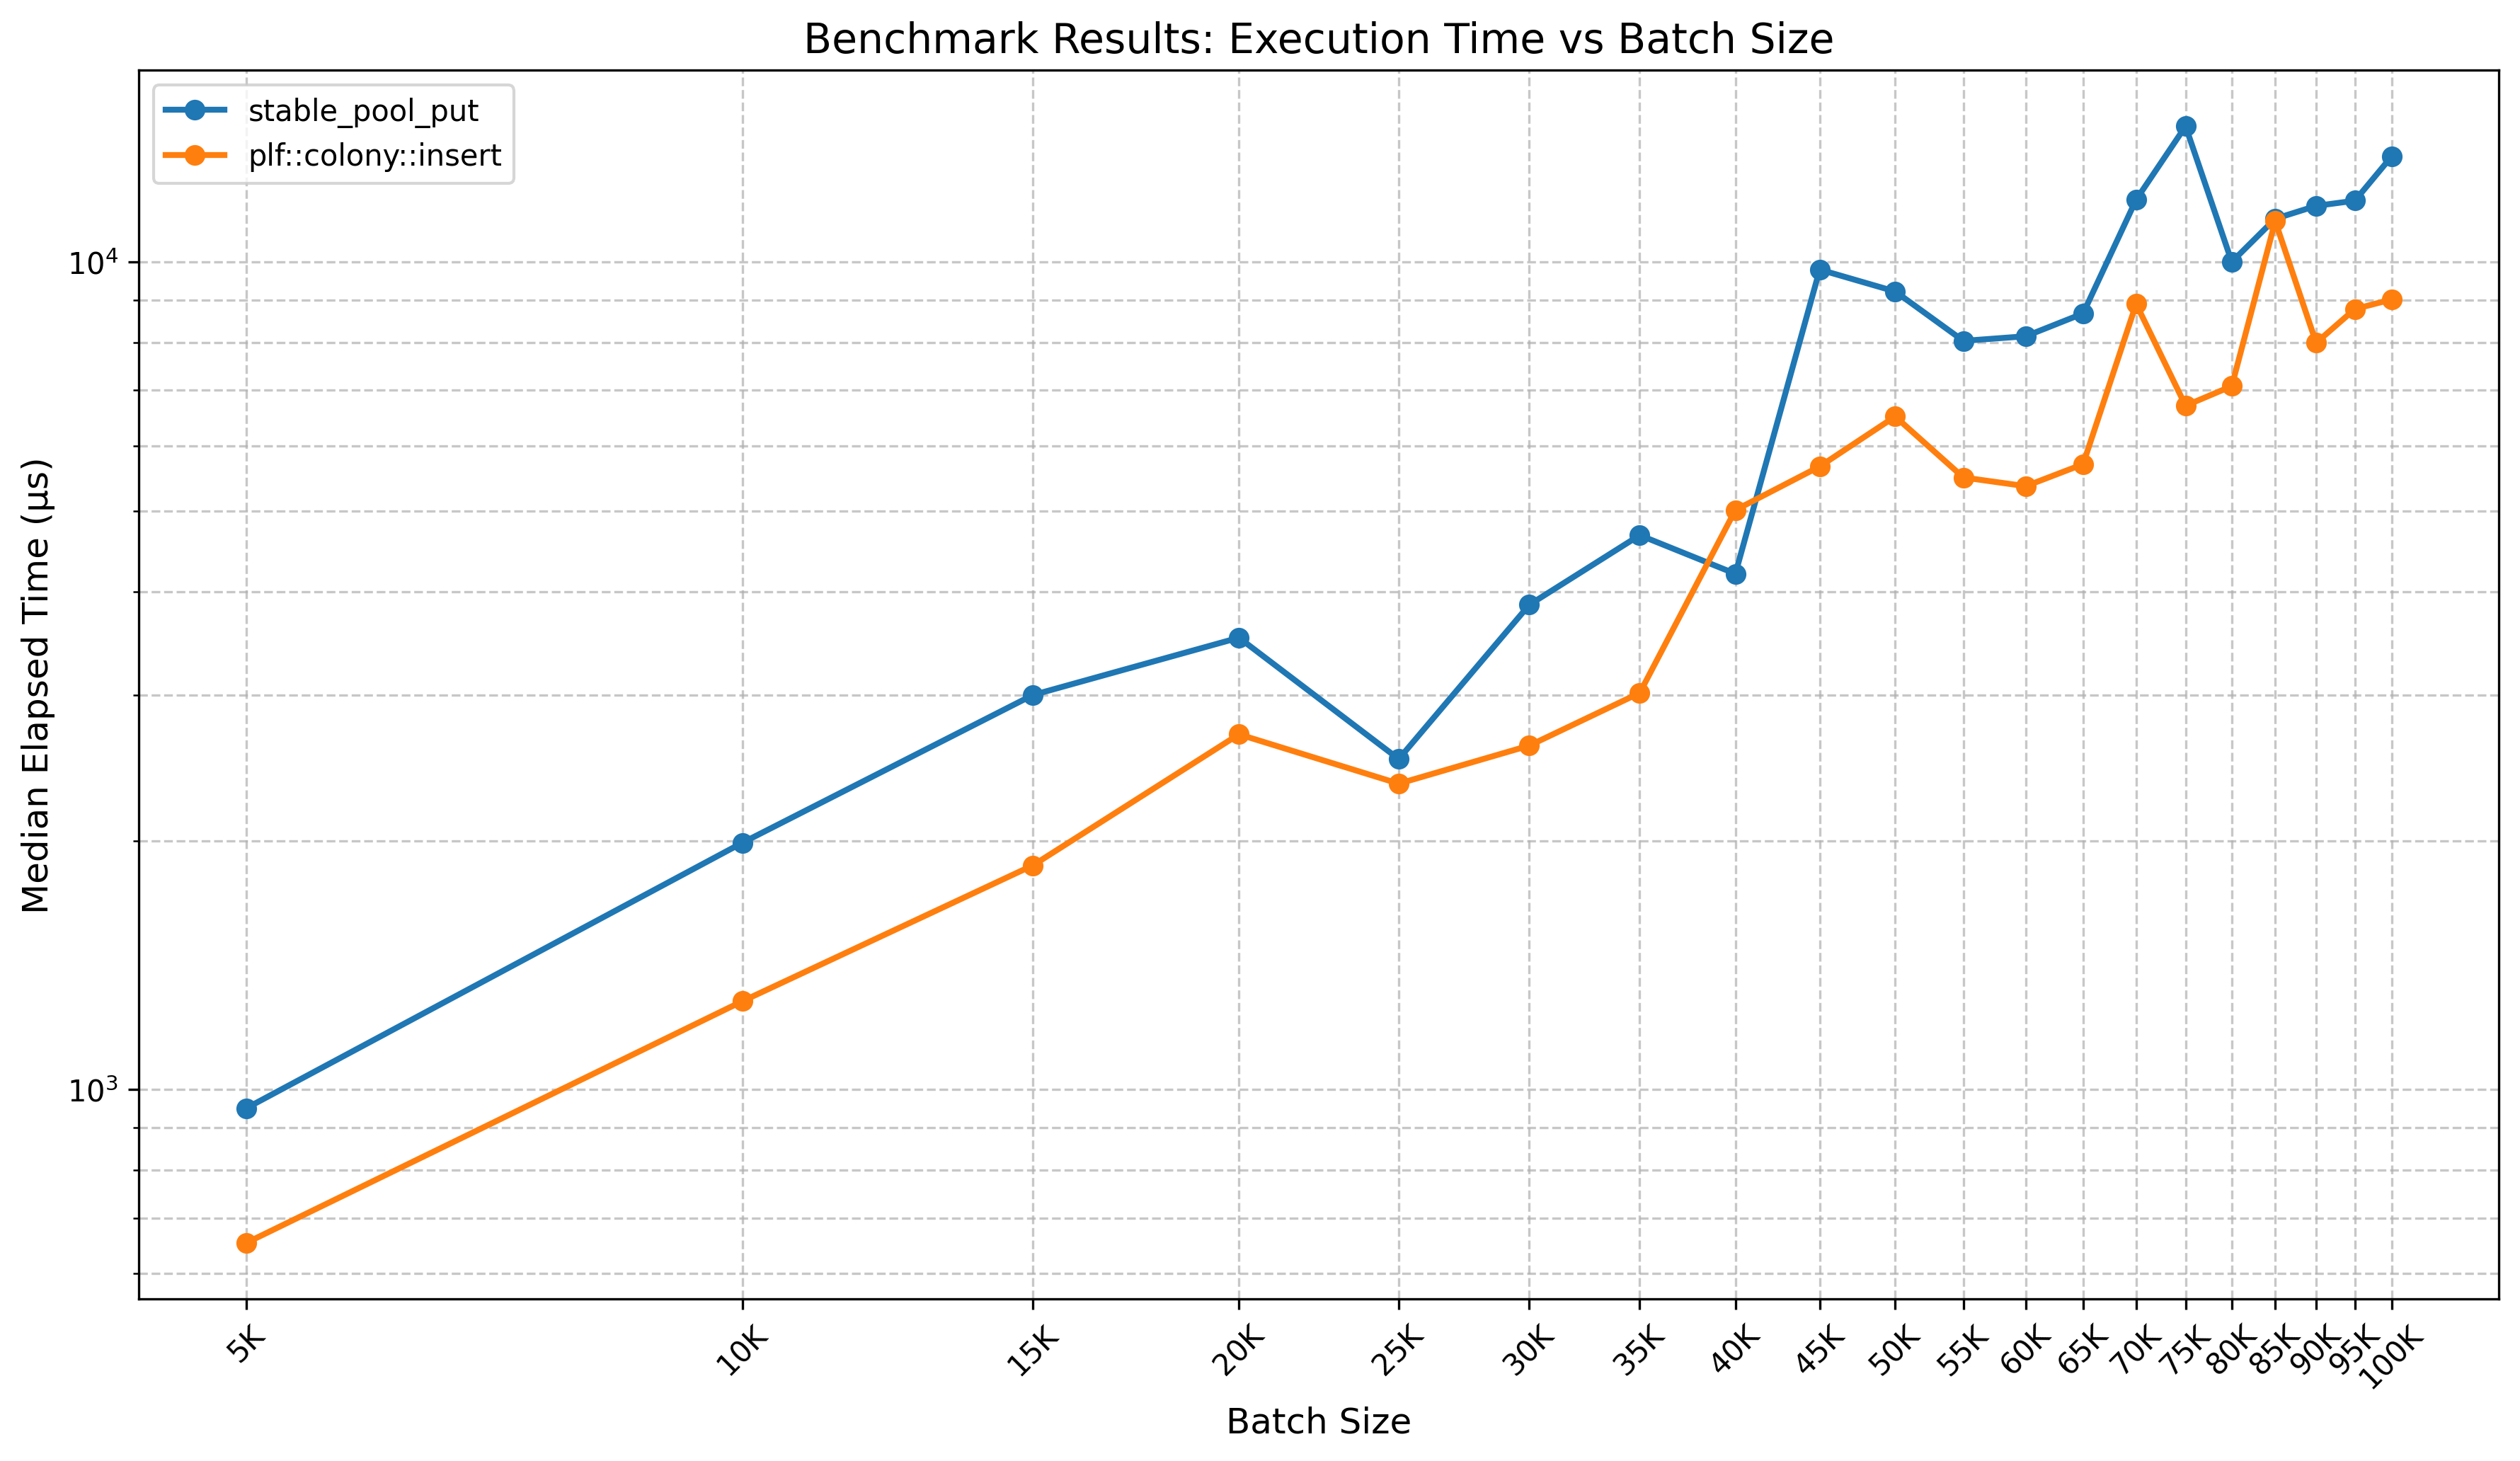 Benchmark Results: Execution Time vs Batch Size
stable_pool_put
plf::colony::insert
Median Elapsed Time (μs)
10⁴
10³
5K
10K
15K
20K
25K
30K
35K
40K
45K
50K
55K
60K
65K
70K
75K
80K
85K
90K
95K
100K
Batch Size